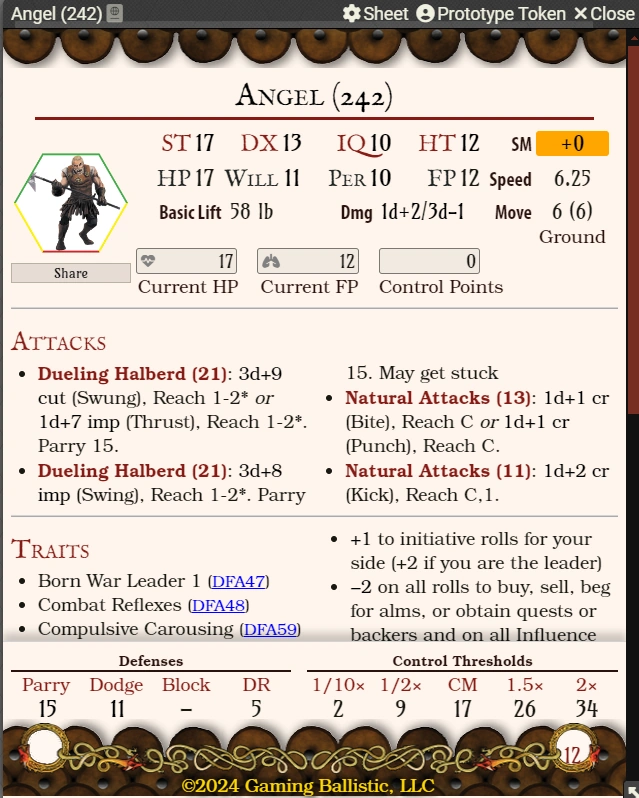 Angel (242) Sheet Prototype Token Close
Angel (242)
ST 17 DX 13 IQ 10 HT 12 SM +0
HP 17 Will 11 Per 10 FP 12 Speed 6.25
Basic Lift 58 lb Dmg 1d+2/3d-1 Move 6 (6)
Ground
Share
17 12 0
Current HP Current FP Control Points
Attacks
• Dueling Halberd (21): 3d+9
cut (Swung), Reach 1-2* or
1d+7 imp (Thrust), Reach 1-2*.
Parry 15.
• Dueling Halberd (21): 3d+8
imp (Swing), Reach 1-2*. Parry
15. May get stuck
• Natural Attacks (13): 1d+1 cr
(Bite), Reach C or 1d+1 cr
(Punch), Reach C.
• Natural Attacks (11): 1d+2 cr
(Kick), Reach C,1.
Traits
• Born War Leader 1 (DFA47)
• Combat Reflexes (DFA48)
• Compulsive Carousing (DFA59)
• +1 to initiative rolls for your
side (+2 if you are the leader)
• –2 on all rolls to buy, sell, beg
for alms, or obtain quests or
backers and on all Influence
Defenses
Parry Dodge Block DR
15 11 – 5
Control Thresholds
1/10× 1/2× CM 1.5× 2×
2 9 17 26 34
12
©2024 Gaming Ballistic, LLC